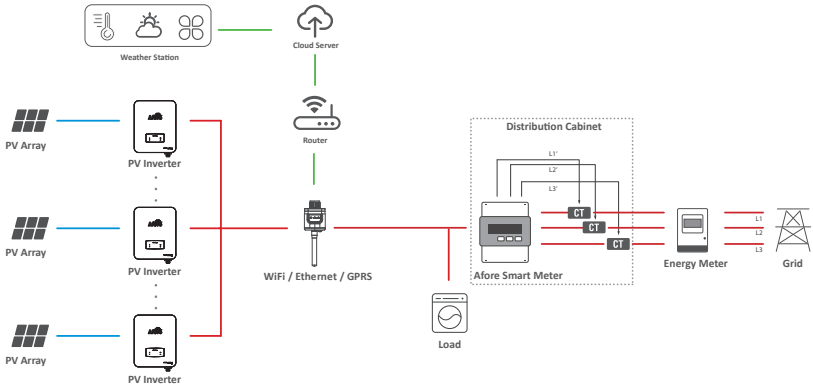 Weather Station
Cloud Server
Router
PV Array
PV Inverter
PV Array
PV Inverter
PV Array
PV Inverter
WiFi / Ethernet / GPRS
Load
Distribution Cabinet
L1'
L2'
L3'
CT
CT
CT
Afore Smart Meter
Energy Meter
L1
L2
L3
Grid